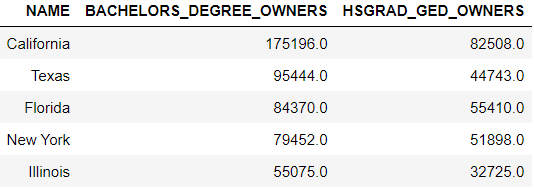 NAME BACHELORS_DEGREE_OWNERS HSGRAD_GED_OWNERS
California 175196.0 82508.0
Texas 95444.0 44743.0
Florida 84370.0 55410.0
New York 79452.0 51898.0
Illinois 55075.0 32725.0